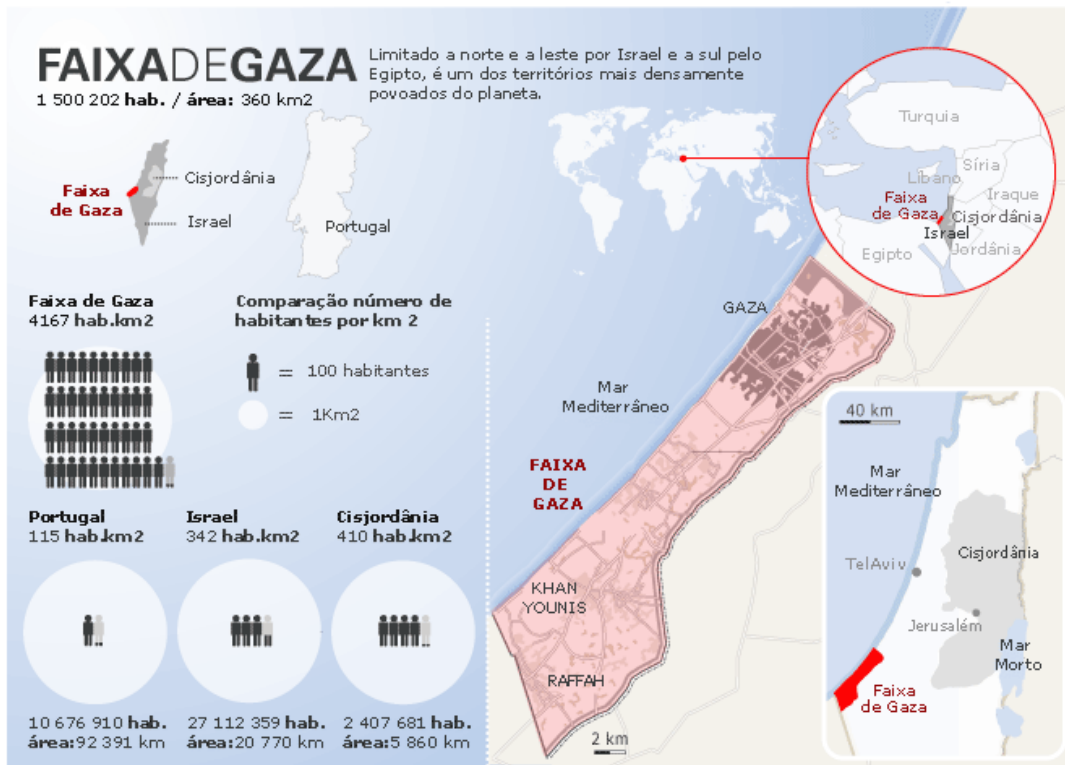 FAIXADEGAZA
1 500 202 hab. / área: 360 km2
Limitado a norte e a leste por Israel e a sul pelo
Egipto, é um dos territórios mais densamente
povoados do planeta.
Cisjordânia
Faixa
de Gaza
Israel
Portugal
Turquia
Síria
Líbano
Iraque
Faixa
de Gaza
Cisjordânia
Israel
Egipto
Jordânia
Faixa de Gaza
4167 hab.km2
Comparação número de
habitantes por km 2
= 100 habitantes
= 1Km2
GAZA
Mar
Mediterrâneo
FAIXA
DE
GAZA
KHAN
YOUNIS
RAFFAH
2 km
40 km
Mar
Mediterrâneo
Cisjordânia
TelAviv
Jerusalém
Mar
Morto
Faixa
de Gaza
Portugal
115 hab.km2
Israel
342 hab.km2
Cisjordânia
410 hab.km2
10 676 910 hab.
área:92 391 km
27 112 359 hab.
área:20 770 km
2 407 681 hab.
área:5 860 km